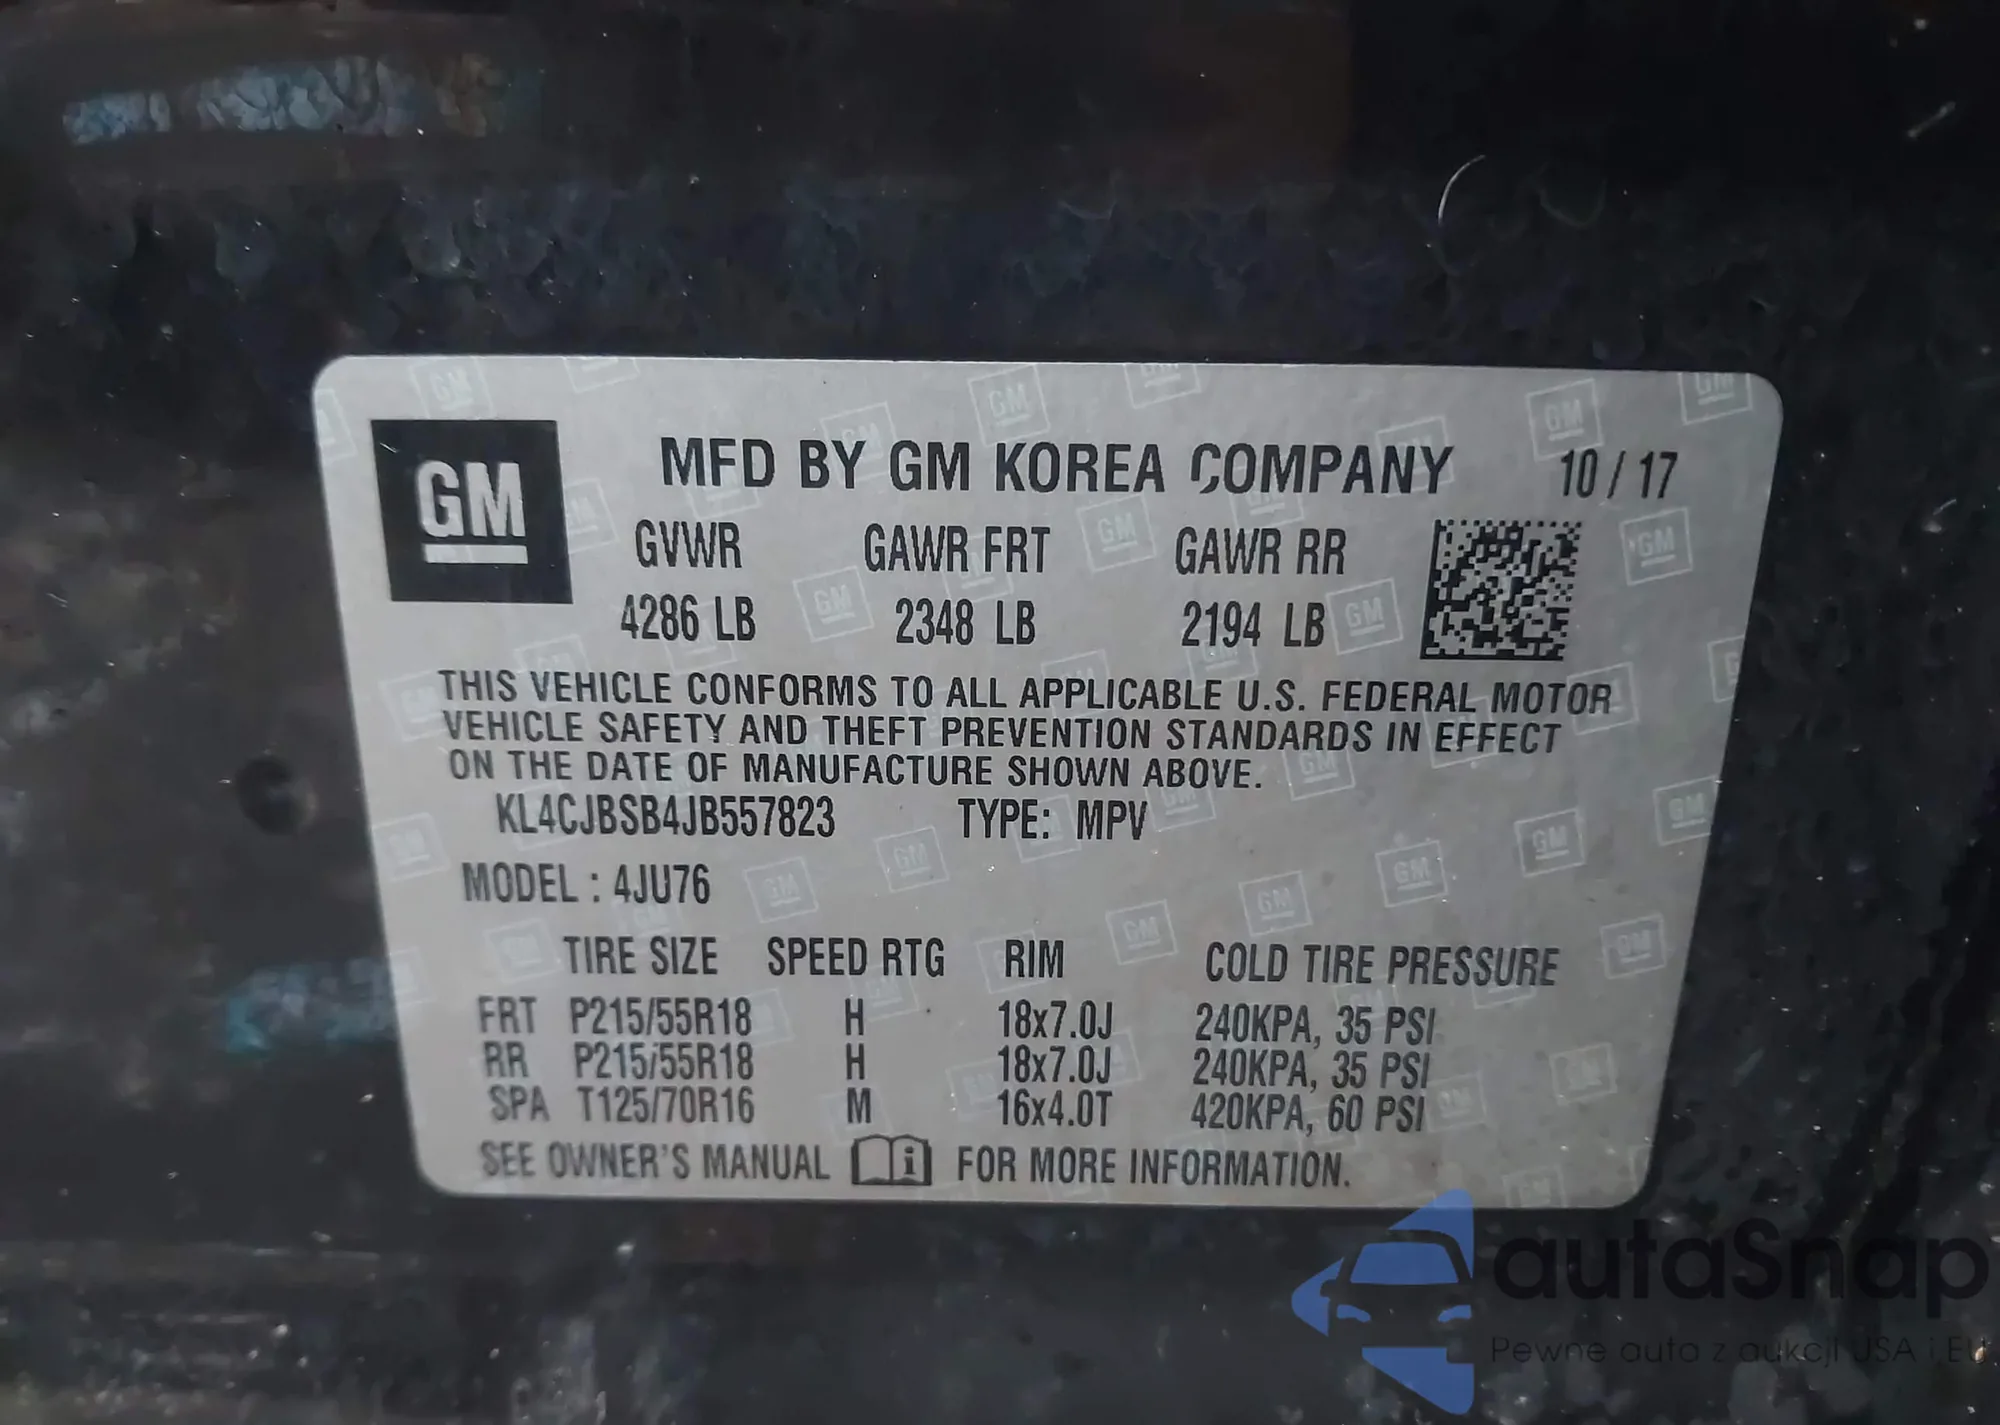 GM
MFD BY GM KOREA COMPANY 10 / 17
GVWR GAWR FRT GAWR RR
4286 LB 2348 LB 2194 LB
THIS VEHICLE CONFORMS TO ALL APPLICABLE U.S. FEDERAL MOTOR
VEHICLE SAFETY AND THEFT PREVENTION STANDARDS IN EFFECT
ON THE DATE OF MANUFACTURE SHOWN ABOVE.
KL4CJBSB4JB557823 TYPE: MPV
MODEL : 4JU76
TIRE SIZE SPEED RTG RIM COLD TIRE PRESSURE
FRT P215/55R18 H 18x7.0J 240KPA, 35 PSI
RR P215/55R18 H 18x7.0J 240KPA, 35 PSI
SPA T125/70R16 M 16x4.0T 420KPA, 60 PSI
SEE OWNER'S MANUAL i FOR MORE INFORMATION.
autaSnap
Pewne auta z aukcji USA i EU